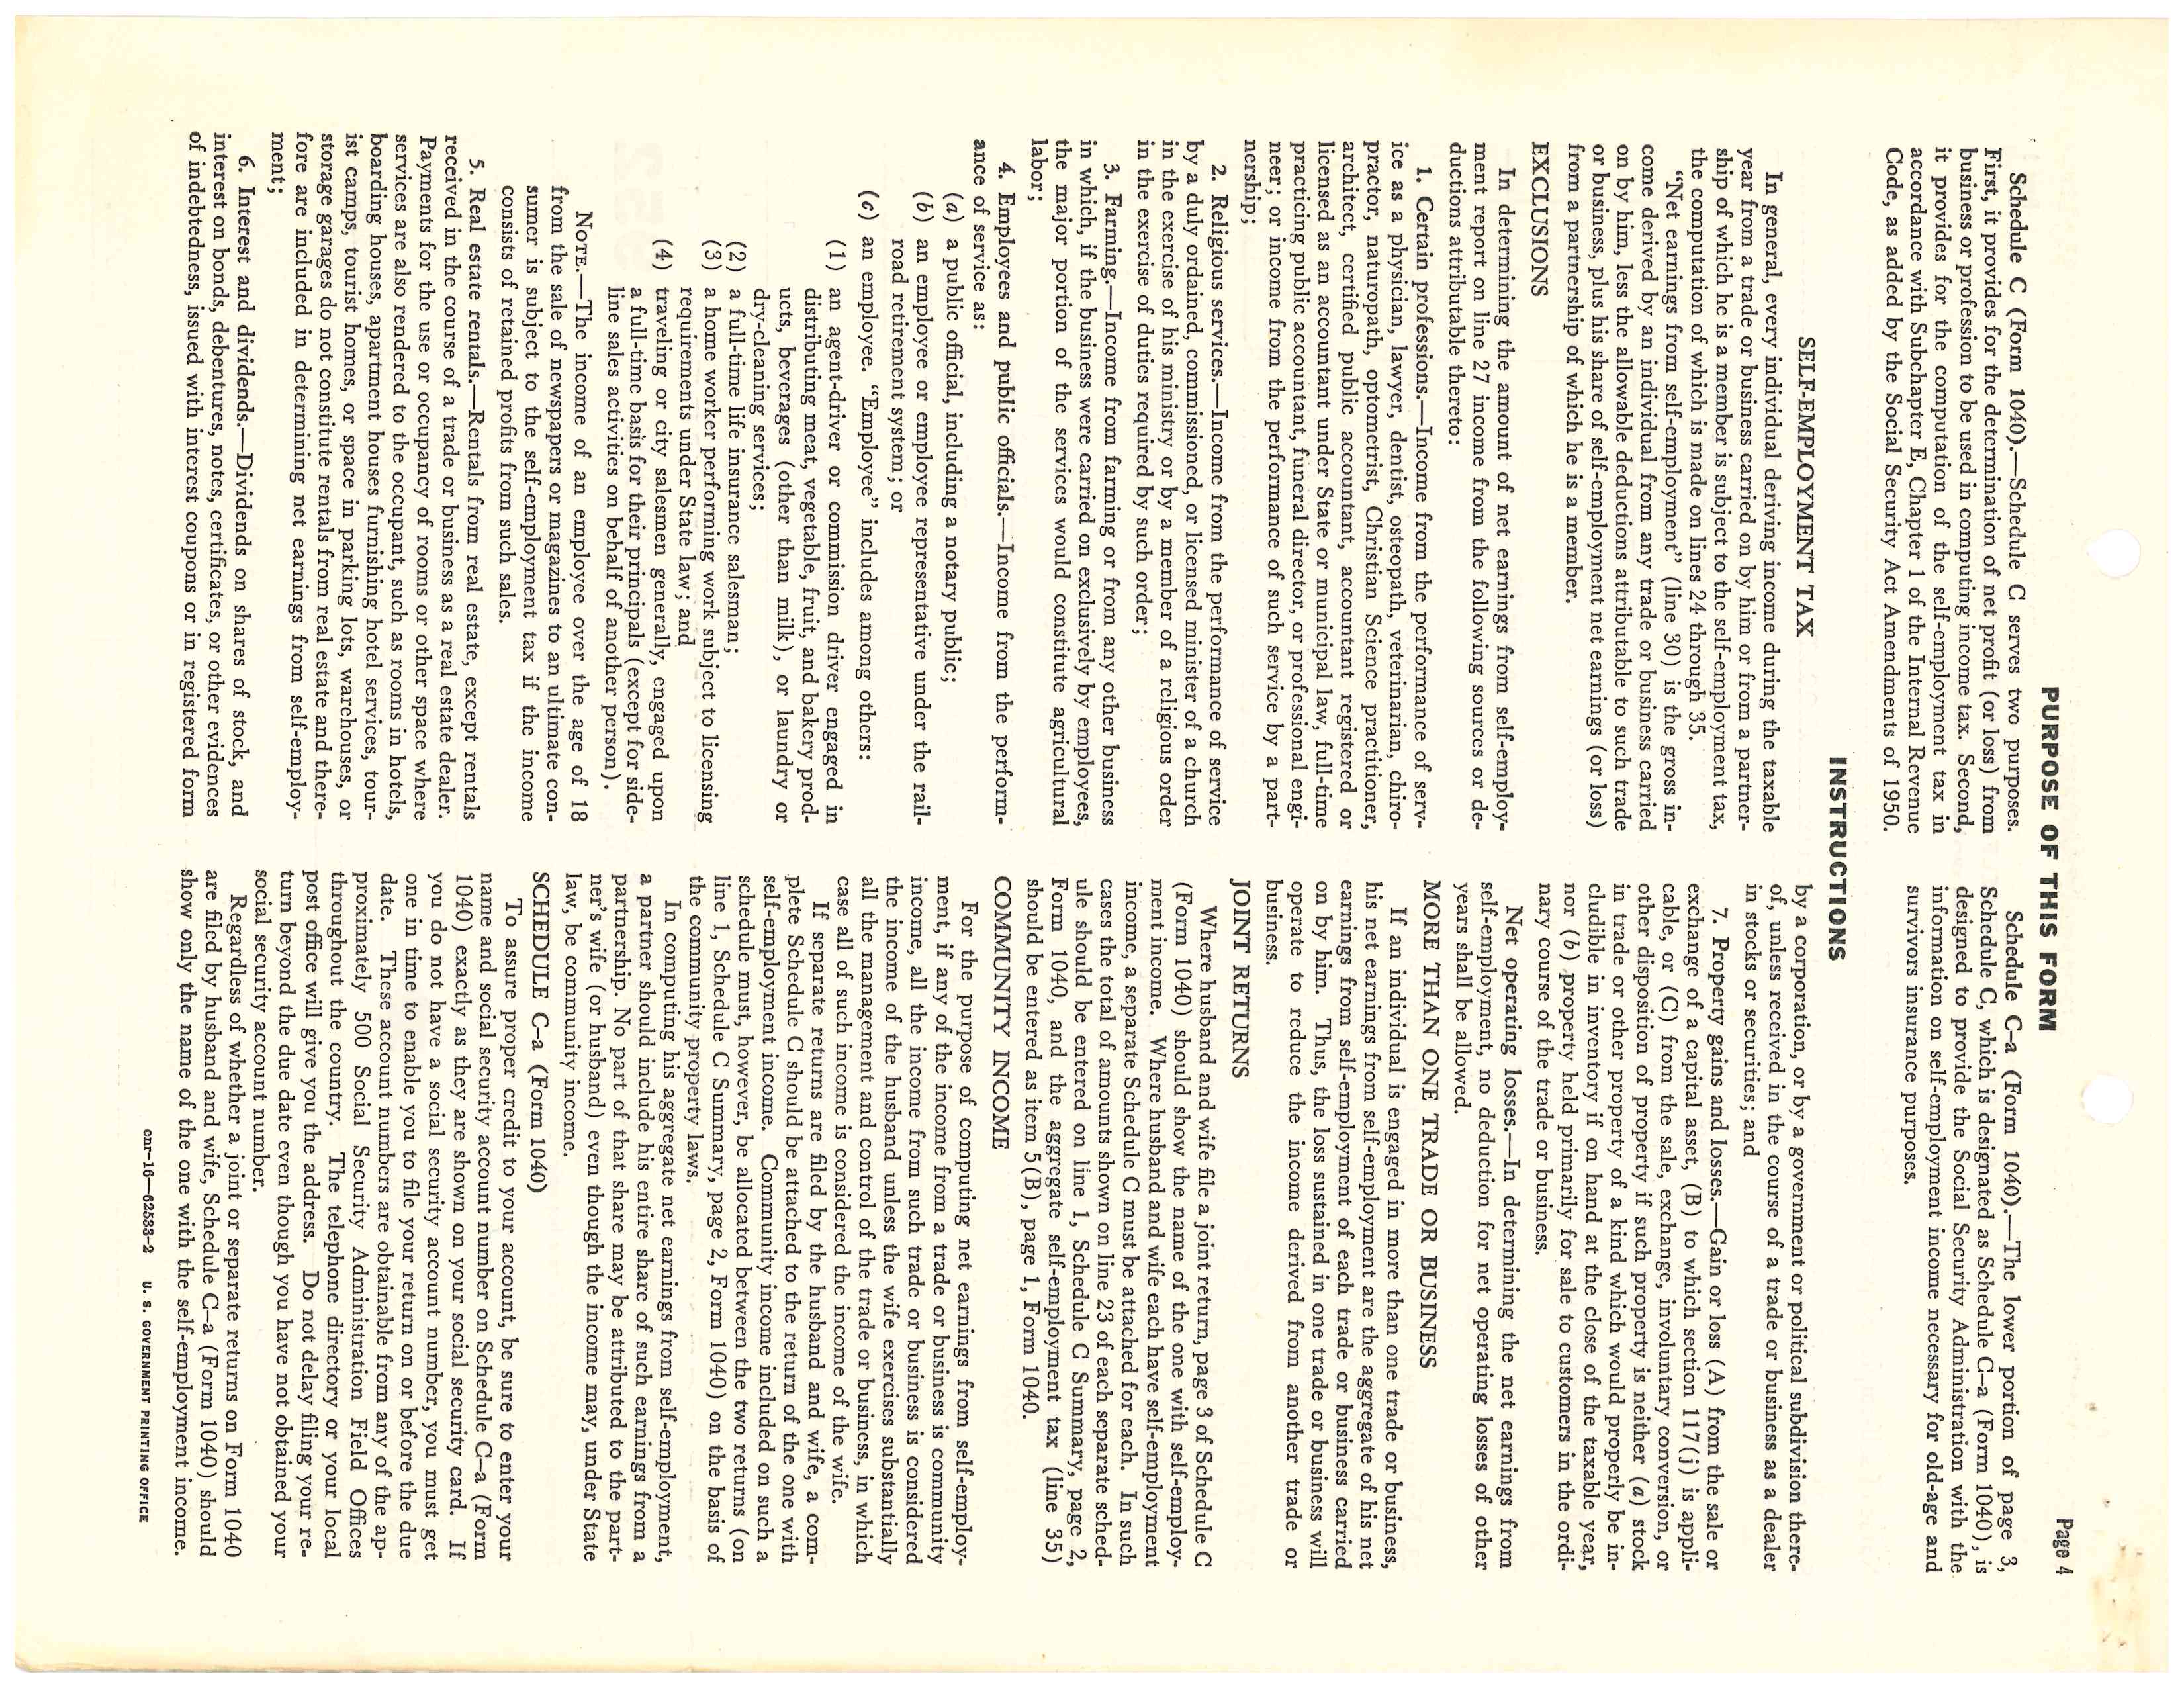 Page 4
PURPOSE OF THIS FORM
Schedule C (Form 1040).—Schedule C serves two purposes.
First, it provides for the determination of net profit (or loss) from
business or profession to be used in computing income tax. Second,
it provides for the computation of the self-employment tax in
accordance with Subchapter E, Chapter 1 of the Internal Revenue
Code, as added by the Social Security Act Amendments of 1950.
Schedule C–a (Form 1040).—The lower portion of page 3,
Schedule C, which is designated as Schedule C–a (Form 1040), is
designed to provide the Social Security Administration with the
information on self-employment income necessary for old-age and
survivors insurance purposes.
INSTRUCTIONS
SELF-EMPLOYMENT TAX
In general, every individual deriving income during the taxable
year from a trade or business carried on by him or from a partner-
ship of which he is a member is subject to the self-employment tax,
the computation of which is made on lines 24 through 35.
“Net earnings from self-employment” (line 30) is the gross in-
come derived by an individual from any trade or business carried
on by him, less the allowable deductions attributable to such trade
or business, plus his share of self-employment net earnings (or loss)
from a partnership of which he is a member.
EXCLUSIONS
In determining the amount of net earnings from self-employ-
ment report on line 27 income from the following sources or de-
ductions attributable thereto:
1. Certain professions.—Income from the performance of serv-
ice as a physician, lawyer, dentist, osteopath, veterinarian, chiro-
practor, naturopath, optometrist, Christian Science practitioner,
architect, certified public accountant, accountant registered or
licensed as an accountant under State or municipal law, full-time
practicing public accountant, funeral director, or professional engi-
neer; or income from the performance of such service by a part-
nership;
2. Religious services.—Income from the performance of service
by a duly ordained, commissioned, or licensed minister of a church
in the exercise of his ministry or by a member of a religious order
in the exercise of duties required by such order;
3. Farming.—Income from farming or from any other business
in which, if the business were carried on exclusively by employees,
the major portion of the services would constitute agricultural
labor;
4. Employees and public officials.—Income from the perform-
ance of service as:
(a) a public official, including a notary public;
(b) an employee or employee representative under the rail-
road retirement system; or
(c) an employee. “Employee” includes among others:
(1) an agent-driver or commission driver engaged in
distributing meat, vegetable, fruit, and bakery prod-
ucts, beverages (other than milk), or laundry or
dry-cleaning services;
(2) a full-time life insurance salesman;
(3) a home worker performing work subject to licensing
requirements under State law; and
(4) traveling or city salesmen generally, engaged upon
a full-time basis for their principals (except for side-
line sales activities on behalf of another person).
NOTE.—The income of an employee over the age of 18
from the sale of newspapers or magazines to an ultimate con-
sumer is subject to the self-employment tax if the income
consists of retained profits from such sales.
5. Real estate rentals.—Rentals from real estate, except rentals
received in the course of a trade or business as a real estate dealer.
Payments for the use or occupancy of rooms or other space where
services are also rendered to the occupant, such as rooms in hotels,
boarding houses, apartment houses furnishing hotel services, tour-
ist camps, tourist homes, or space in parking lots, warehouses, or
storage garages do not constitute rentals from real estate and there-
fore are included in determining net earnings from self-employ-
ment;
6. Interest and dividends.—Dividends on shares of stock, and
interest on bonds, debentures, notes, certificates, or other evidences
of indebtedness, issued with interest coupons or in registered form
by a corporation, or by a government or political subdivision there-
of, unless received in the course of a trade or business as a dealer
in stocks or securities; and
7. Property gains and losses.—Gain or loss (A) from the sale or
exchange of a capital asset, (B) to which section 117(j) is appli-
cable, or (C) from the sale, exchange, involuntary conversion, or
other disposition of property if such property is neither (a) stock
in trade or other property of a kind which would properly be in-
cludible in inventory if on hand at the close of the taxable year,
nor (b) property held primarily for sale to customers in the ordi-
nary course of the trade or business.
Net operating losses.—In determining the net earnings from
self-employment, no deduction for net operating losses of other
years shall be allowed.
MORE THAN ONE TRADE OR BUSINESS
If an individual is engaged in more than one trade or business,
his net earnings from self-employment are the aggregate of his net
earnings from self-employment of each trade or business carried
on by him. Thus, the loss sustained in one trade or business will
operate to reduce the income derived from another trade or
business.
JOINT RETURNS
Where husband and wife file a joint return, page 3 of Schedule C
(Form 1040) should show the name of the one with self-employ-
ment income. Where husband and wife each have self-employment
income, a separate Schedule C must be attached for each. In such
cases the total of amounts shown on line 23 of each separate sched-
ule should be entered on line 1, Schedule C Summary, page 2,
Form 1040, and the aggregate self-employment tax (line 35)
should be entered as item 5(B), page 1, Form 1040.
COMMUNITY INCOME
For the purpose of computing net earnings from self-employ-
ment, if any of the income from a trade or business is community
income, all the income from such trade or business is considered
the income of the husband unless the wife exercises substantially
all the management and control of the trade or business, in which
case all of such income is considered the income of the wife.
If separate returns are filed by the husband and wife, a com-
plete Schedule C should be attached to the return of the one with
self-employment income. Community income included on such a
schedule must, however, be allocated between the two returns (on
line 1, Schedule C Summary, page 2, Form 1040) on the basis of
the community property laws.
In computing his aggregate net earnings from self-employment,
a partner should include his entire share of such earnings from a
partnership. No part of that share may be attributed to the part-
ner's wife (or husband) even though the income may, under State
law, be community income.
SCHEDULE C–a (Form 1040)
To assure proper credit to your account, be sure to enter your
name and social security account number on Schedule C–a (Form
1040) exactly as they are shown on your social security card. If
you do not have a social security account number, you must get
one in time to enable you to file your return on or before the due
date. These account numbers are obtainable from any of the ap-
proximately 500 Social Security Administration Field Offices
throughout the country. The telephone directory or your local
post office will give you the address. Do not delay filing your re-
turn beyond the due date even though you have not obtained your
social security account number.
Regardless of whether a joint or separate returns on Form 1040
are filed by husband and wife, Schedule C–a (Form 1040) should
show only the name of the one with the self-employment income.
cnr—16—62533-2 U. S. GOVERNMENT PRINTING OFFICE